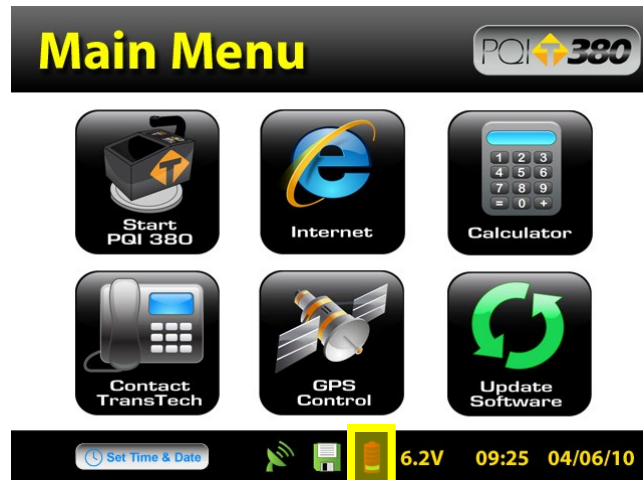 Main Menu
PQI T 380
Start
PQI 380
Internet
1 2 3
4 5 6
7 8 9
= 0 +
Calculator
Contact
TransTech
GPS
Control
Update
Software
Set Time & Date
6.2V
09:25
04/06/10